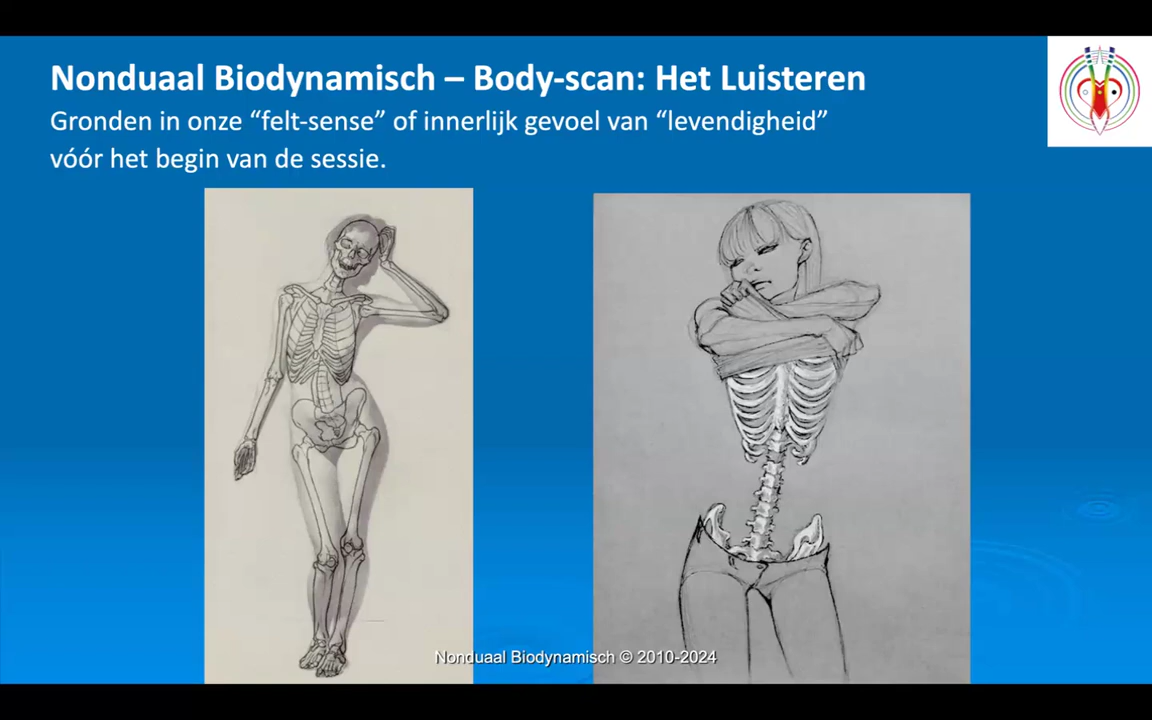 Nonduaal Biodynamisch – Body-scan: Het Luisteren
Gronden in onze “felt-sense” of innerlijk gevoel van “levendigheid”
vóór het begin van de sessie.
Nonduaal Biodynamisch © 2010-2024